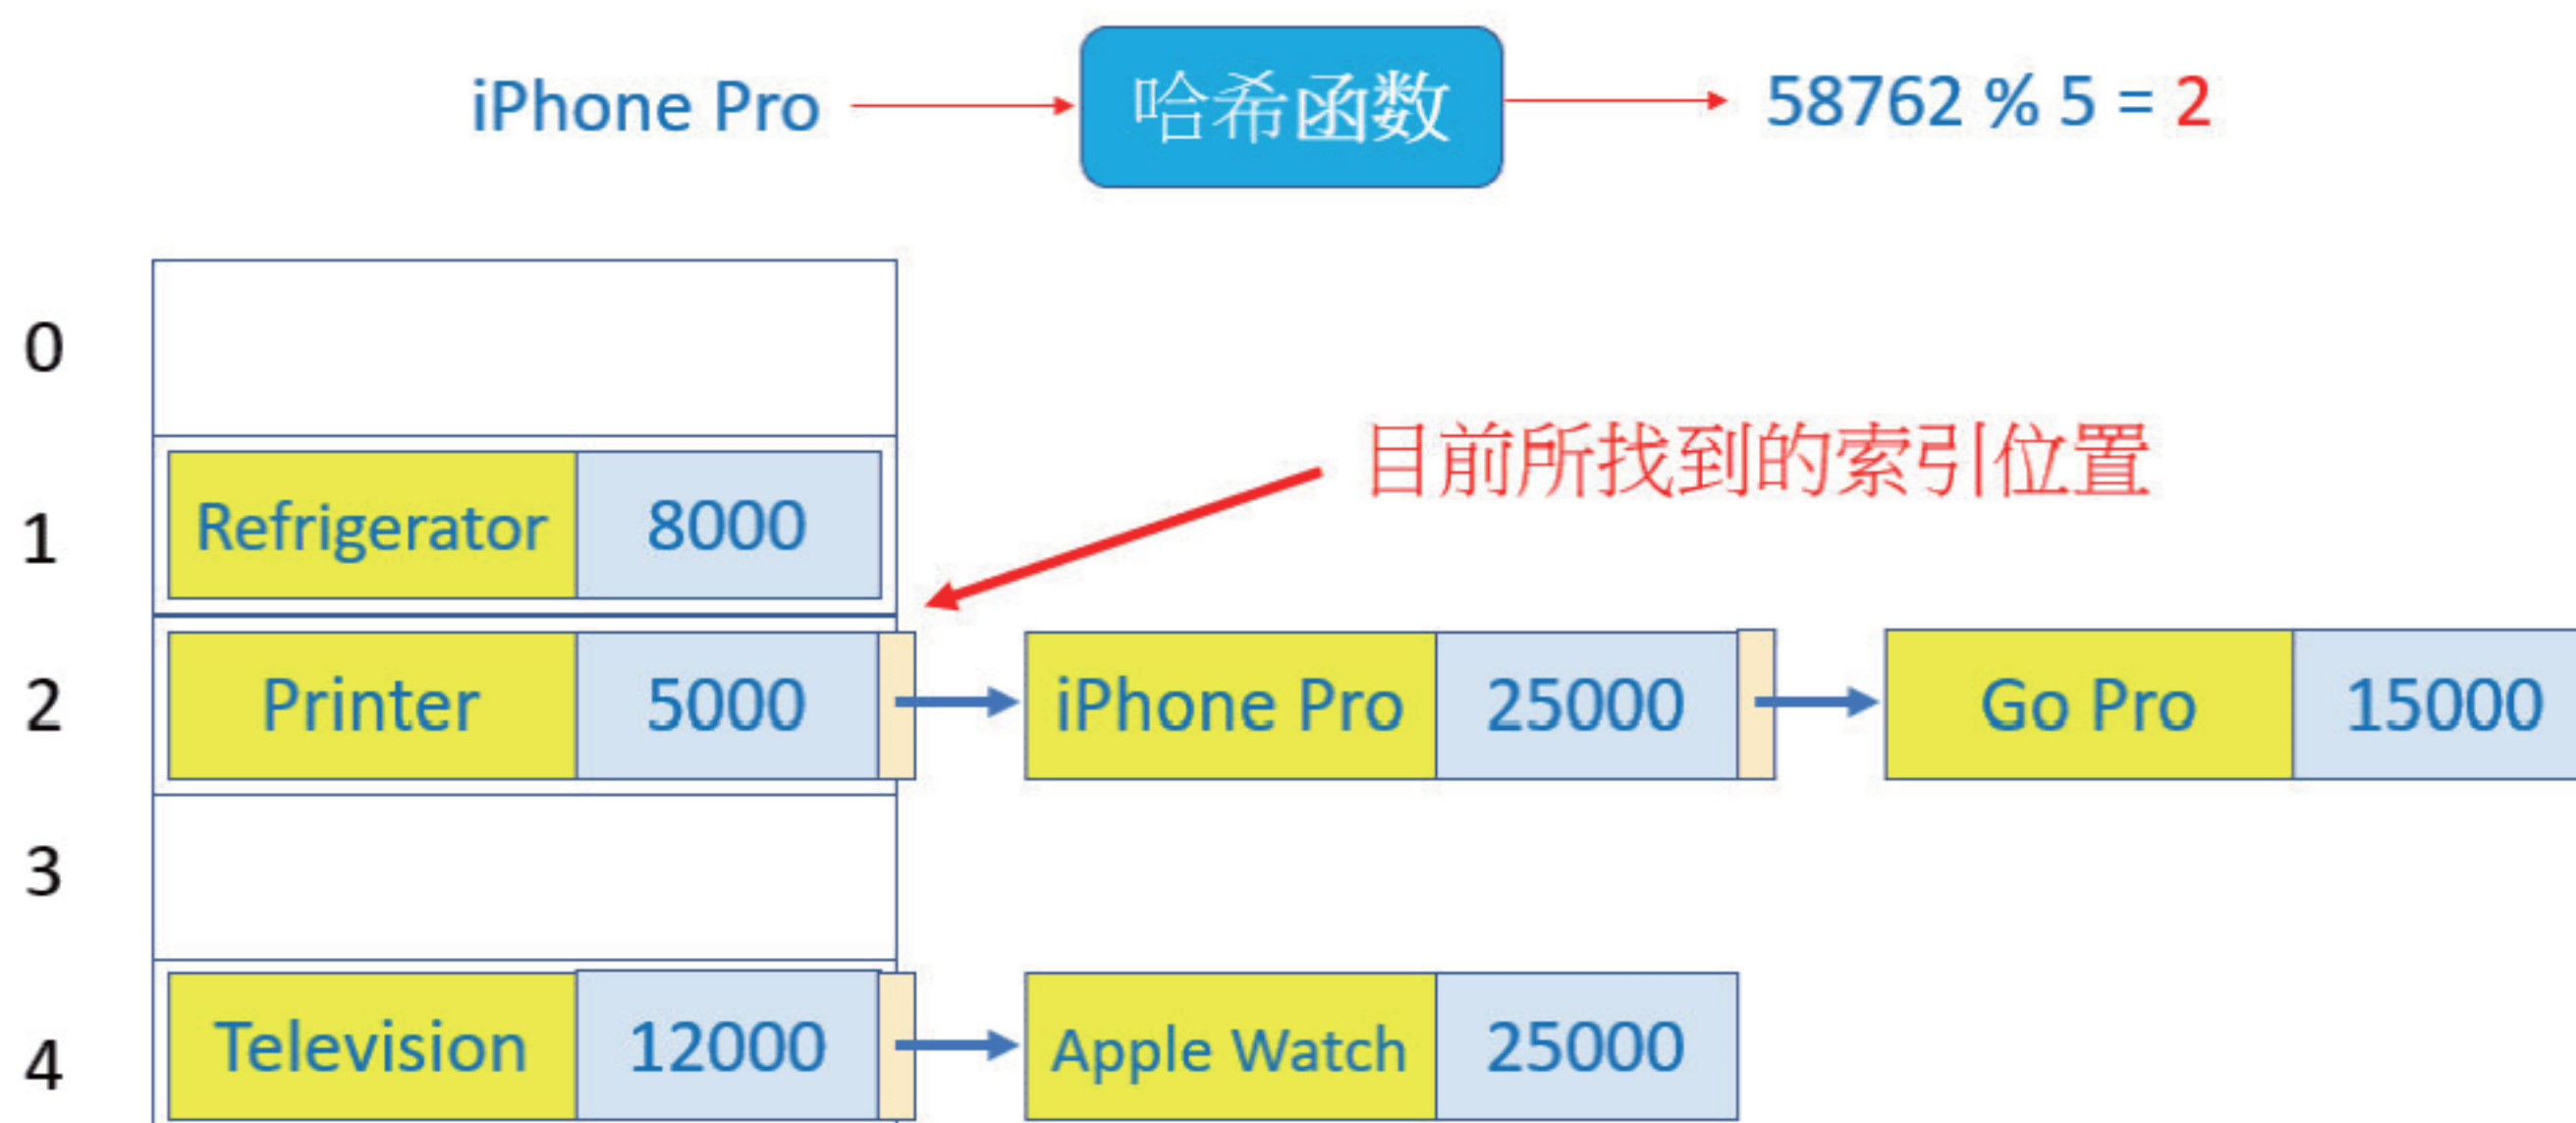 iPhone Pro 哈希函数 58762 % 5 = 2
0
目前所找到的索引位置
1 Refrigerator 8000
2 Printer 5000 iPhone Pro 25000 Go Pro 15000
3
4 Television 12000 Apple Watch 25000